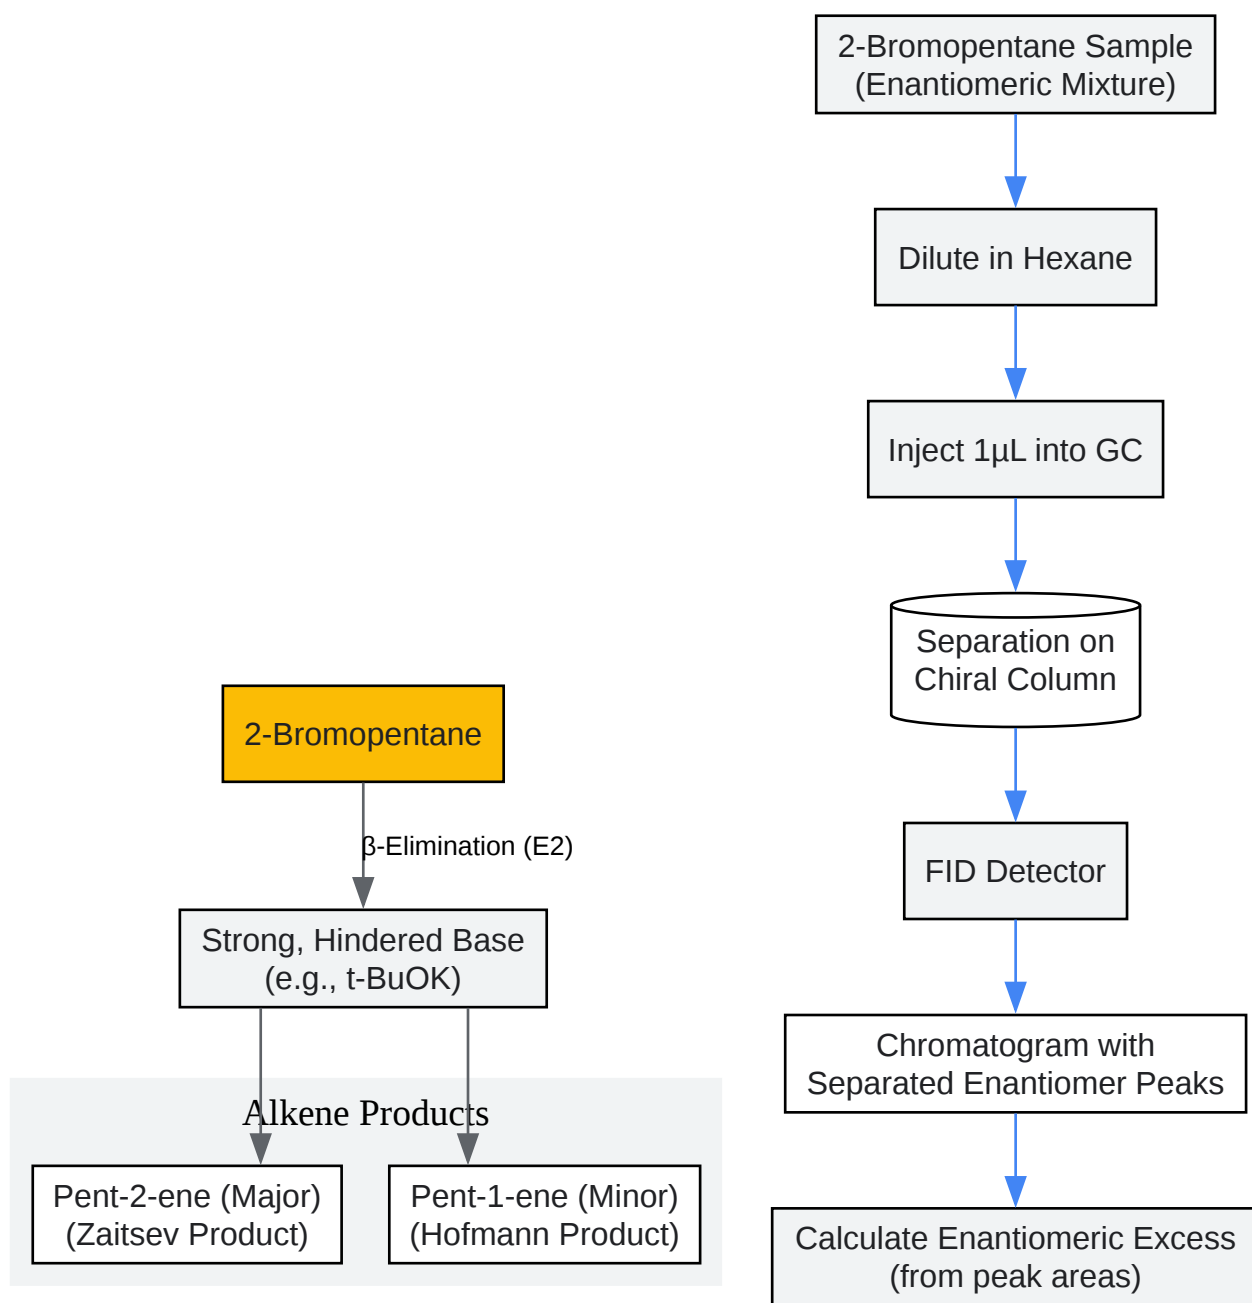 2-Bromopentane Sample
(Enantiomeric Mixture)
Dilute in Hexane
Inject 1µL into GC
Separation on
Chiral Column
FID Detector
Chromatogram with
Separated Enantiomer Peaks
Calculate Enantiomeric Excess
(from peak areas)
2-Bromopentane
β-Elimination (E2)
Strong, Hindered Base
(e.g., t-BuOK)
Alkene Products
Pent-2-ene (Major)
(Zaitsev Product)
Pent-1-ene (Minor)
(Hofmann Product)